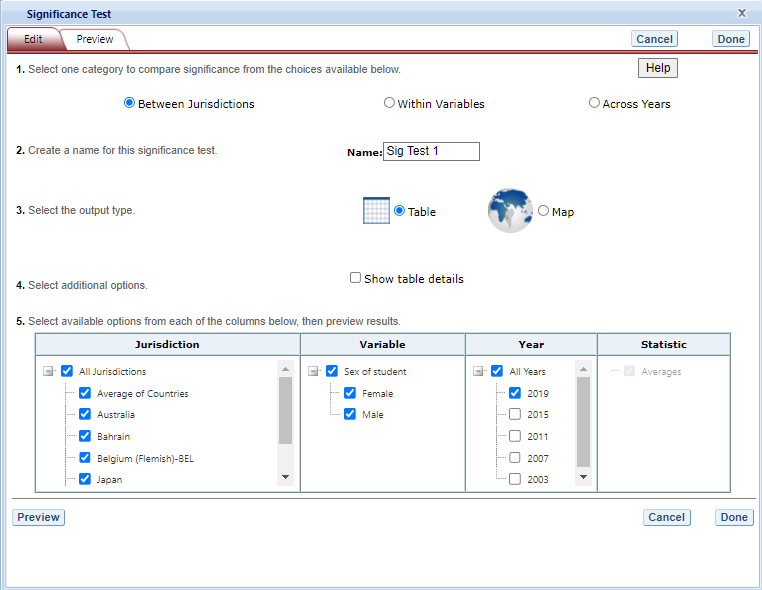 Significance Test X
Edit Preview Cancel Done
1. Select one category to compare significance from the choices available below. Help
Between Jurisdictions Within Variables Across Years
2. Create a name for this significance test. Name: Sig Test 1
3. Select the output type. Table Map
4. Select additional options. Show table details
5. Select available options from each of the columns below, then preview results.
Jurisdiction Variable Year Statistic
All Jurisdictions Sex of student All Years Averages
Average of Countries Female 2019
Australia Male 2015
Bahrain 2011
Belgium (Flemish)-BEL 2007
Japan 2003
Preview Cancel Done